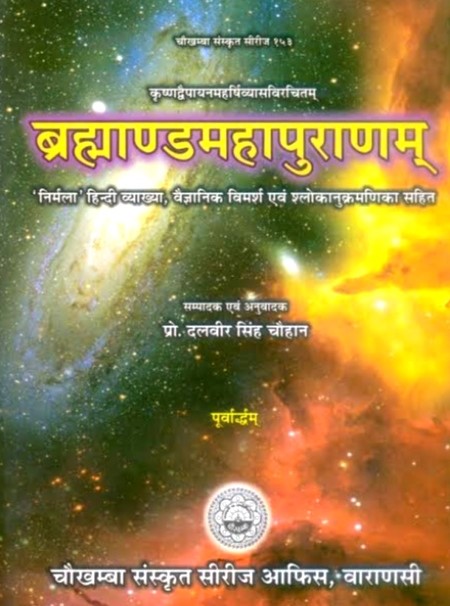 चौखम्बा संस्कृत सीरीज १५३
कृष्णद्वैपायनमहर्षिव्यासविरचितम्
ब्रह्माण्डमहापुराणम्
'निर्मला' हिन्दी व्याख्या, वैज्ञानिक विमर्श एवं श्लोकानुक्रमणिका सहित
सम्पादक एवं अनुवादक
प्रो. दलवीर सिंह चौहान
पूर्वार्द्धम्
चौखम्बा संस्कृत सीरीज आफिस, वाराणसी